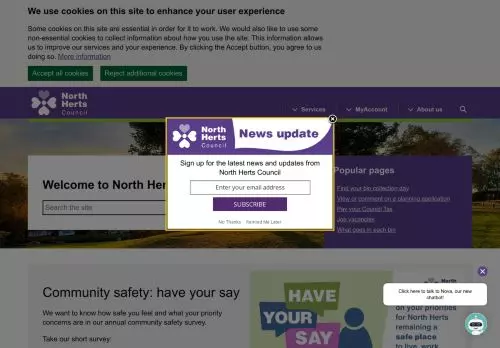 We use cookies on this site to enhance your user experience
Some cookies on this site are essential in order for it to work. We would also like to use some
non-essential cookies to collect information about how you use the site. This information allows
us to improve our services and your experience. By clicking the Accept button, you agree to us
doing so. More information
Accept all cookies
Reject additional cookies
North
Herts
Council
Services
MyAccount
About us
North
Herts
Council
News update
Sign up for the latest news and updates from
North Herts Council
Enter your email address
SUBSCRIBE
No Thanks
Remind Me Later
Welcome to North Her
Search the site
Popular pages
Find your bin collection day
View or comment on a planning application
Pay your Council Tax
Job vacancies
What goes in each bin
Community safety: have your say
We want to know how safe you feel and what your priority
concerns are in our annual community safety survey.
Take our short survey:
HAVE
YOUR
SAY
North
Click here to talk to Nova, our new
chatbot!
on your priorities
for North Herts
remaining a
safe place
to live, work